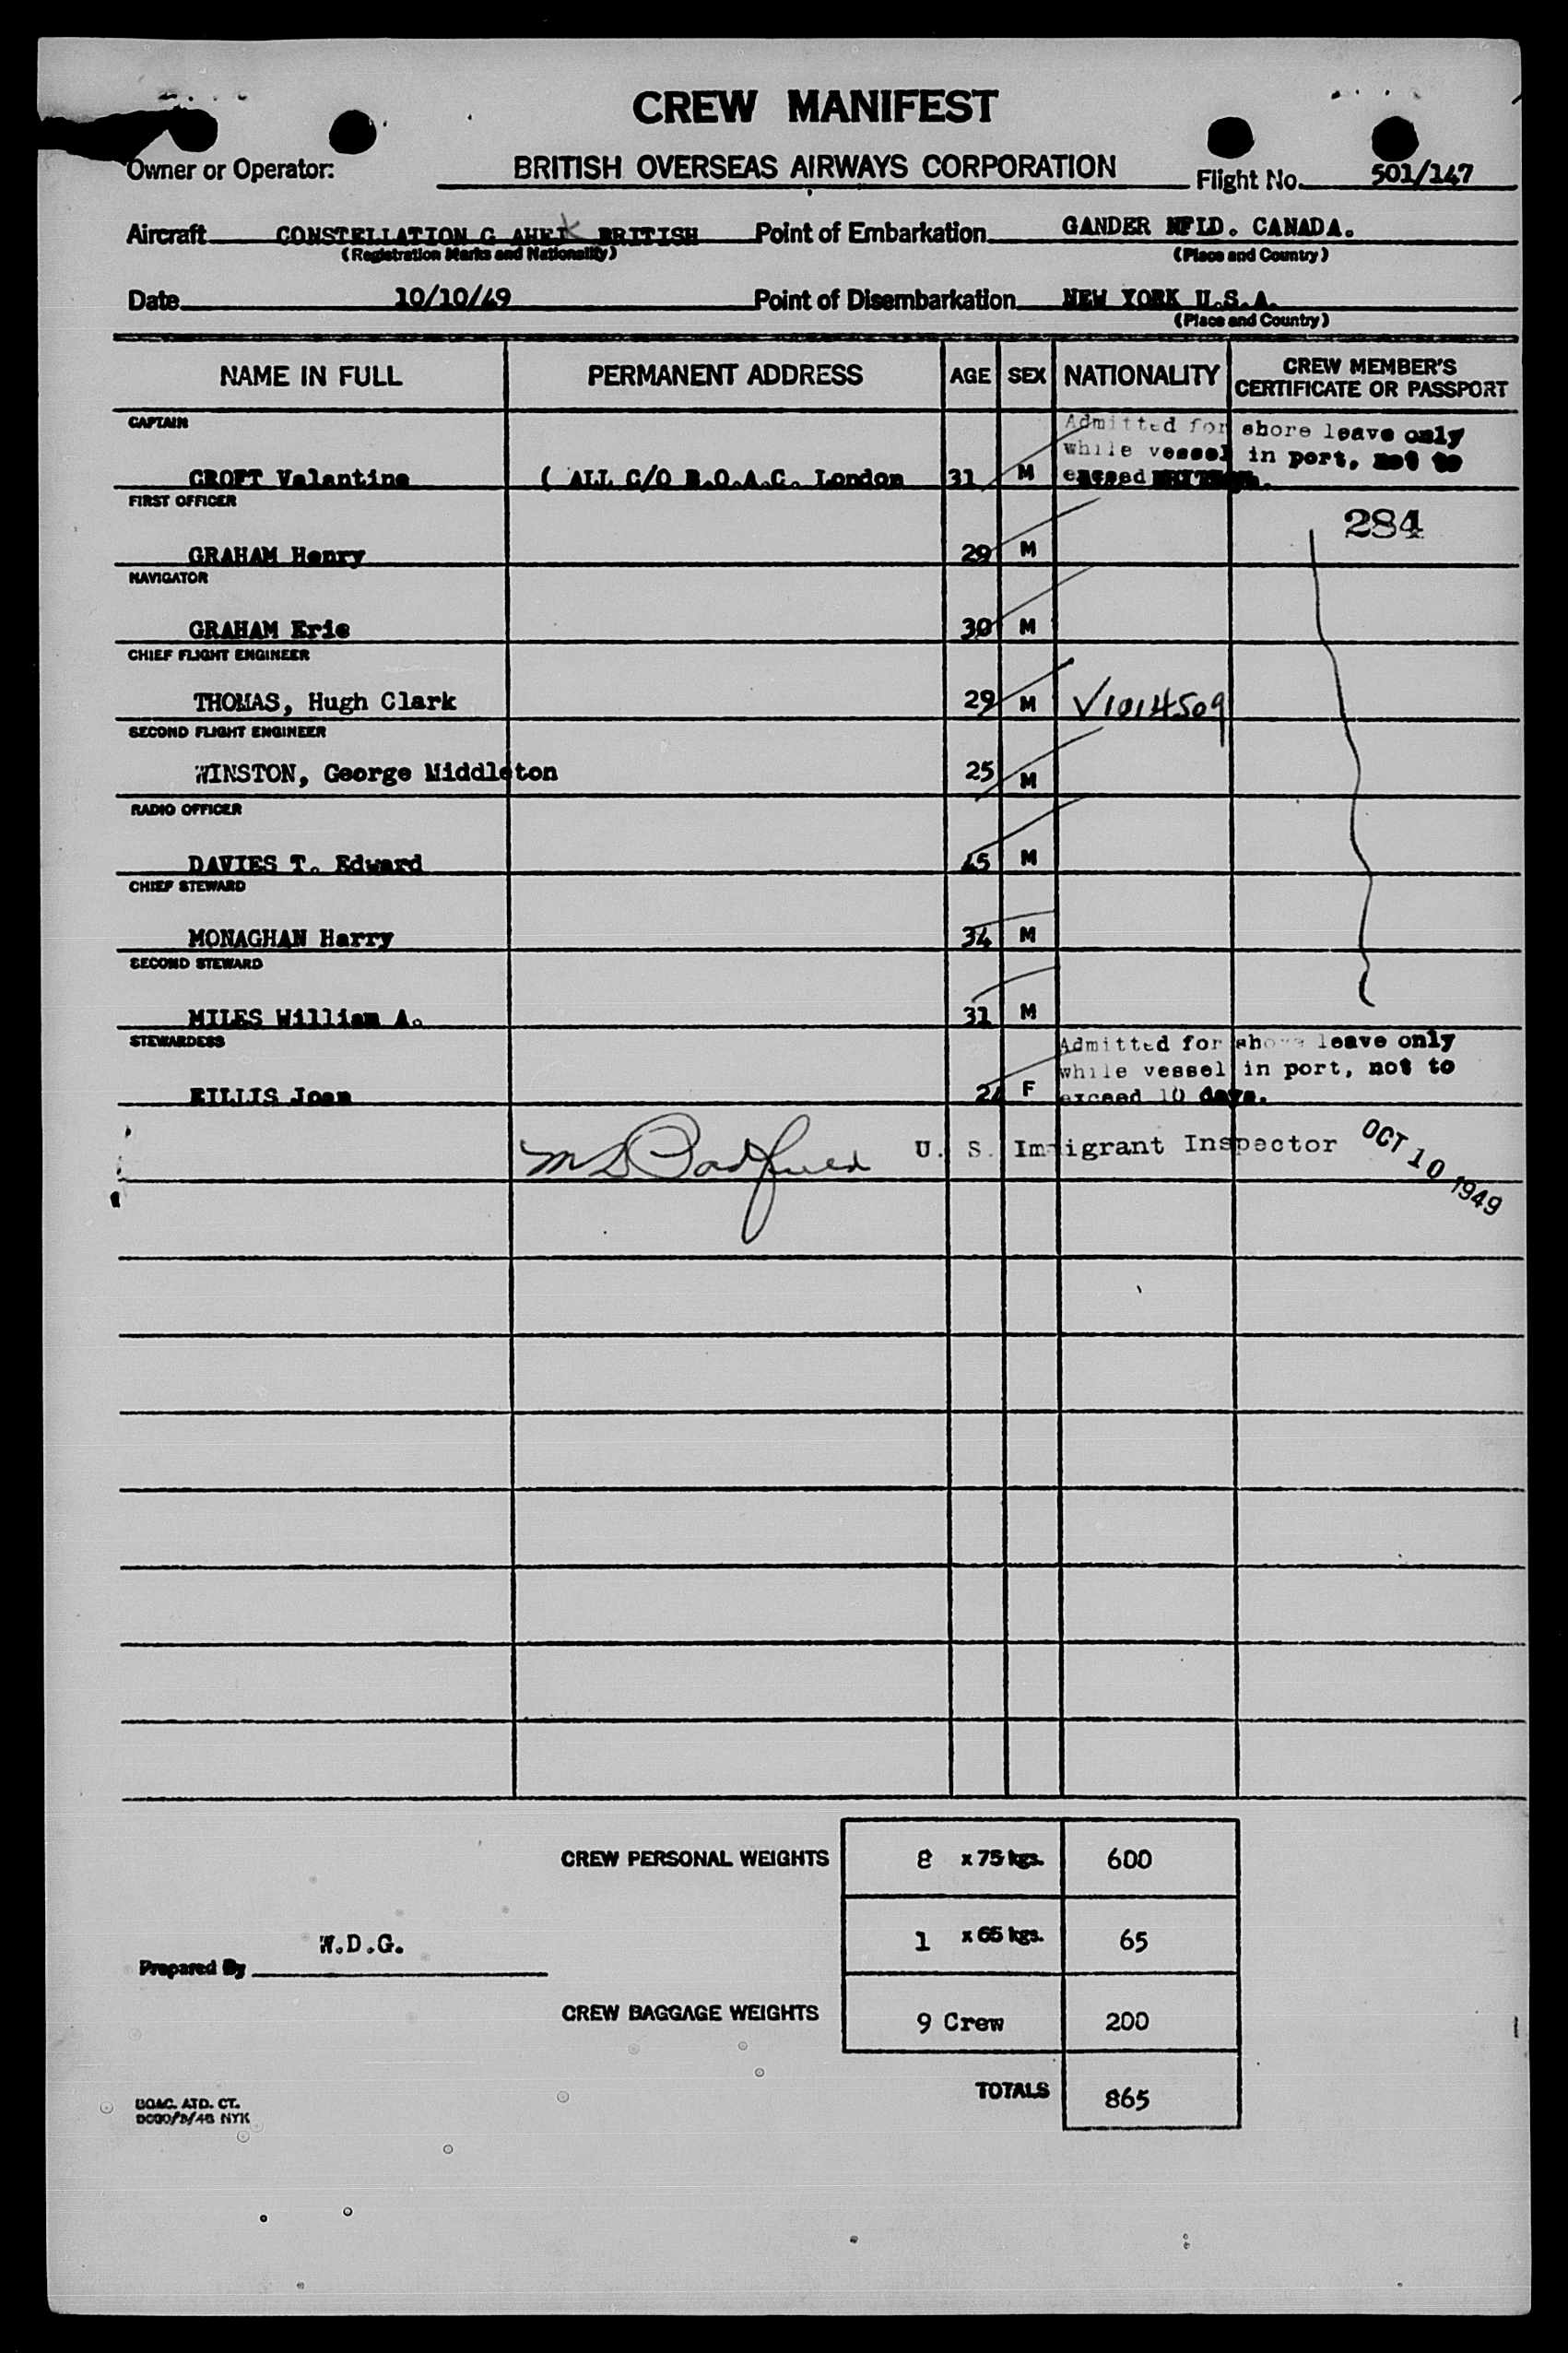 CREW MANIFEST
Owner or Operator: BRITISH OVERSEAS AIRWAYS CORPORATION Flight No. 501/147
Aircraft CONSTELLATION G AHEK BRITISH Point of Embarkation GANDER NFLD. CANADA.
(Registration Marks and Nationality) (Place and Country)
Date 10/10/49 Point of Disembarkation NEW YORK U.S.A.
(Place and Country)
NAME IN FULL PERMANENT ADDRESS AGE SEX NATIONALITY CREW MEMBER'S CERTIFICATE OR PASSPORT
CAPTAIN
Admitted for shore leave only
while vessel in port, not to
CROFT Valentine ( ALL C/O B.O.A.C. London 31 M exceed
FIRST OFFICER
284
GRAHAM Henry 29 M
NAVIGATOR
GRAHAM Eric 30 M
CHIEF FLIGHT ENGINEER
THOMAS, Hugh Clark 29 M V1014509
SECOND FLIGHT ENGINEER
WINSTON, George Middleton 25 M
RADIO OFFICER
DAVIES T. Edward 45 M
CHIEF STEWARD
MONAGHAN Harry 34 M
SECOND STEWARD
MILES William A. 31 M
STEWARDESS
Admitted for shore leave only
while vessel in port, not to
EILLIS Joan F exceed 10 days.
U. S. Immigrant Inspector OCT 10 1949
CREW PERSONAL WEIGHTS 8 x 75 kgs. 600
1 x 65 kgs. 65
Prepared By W.D.G.
CREW BAGGAGE WEIGHTS 9 Crew 200
TOTALS 865
BOAC. ATD. CT.
NYK